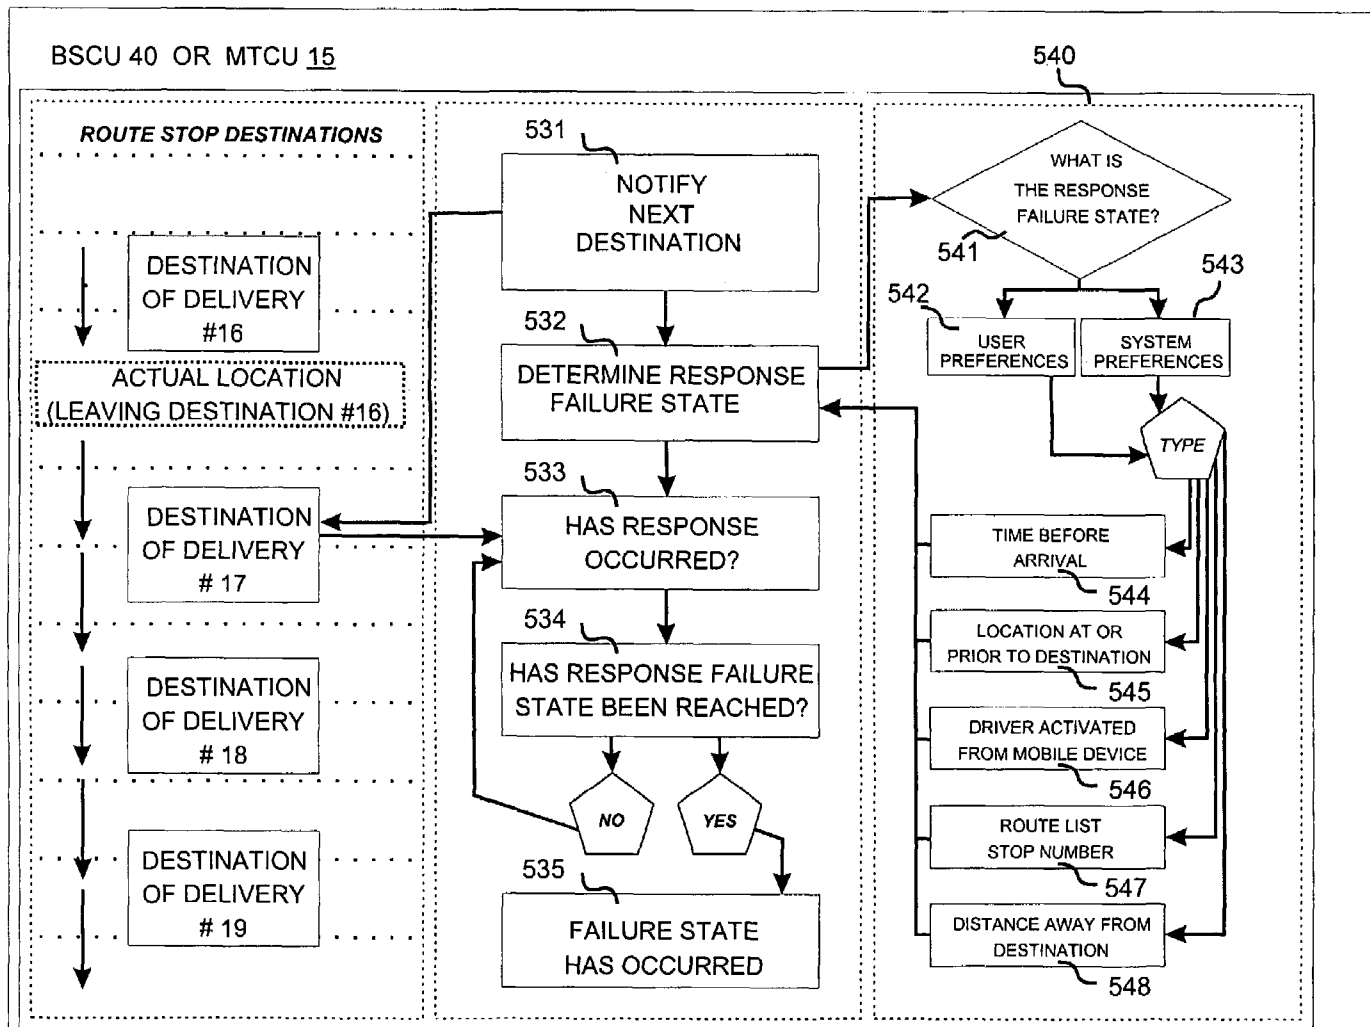 BSCU 40 OR MTCU 15
ROUTE STOP DESTINATIONS
DESTINATION
OF DELIVERY
#16
ACTUAL LOCATION
(LEAVING DESTINATION #16)
DESTINATION
OF DELIVERY
# 17
DESTINATION
OF DELIVERY
# 18
DESTINATION
OF DELIVERY
# 19
531
NOTIFY
NEXT
DESTINATION
532
DETERMINE RESPONSE
FAILURE STATE
533
HAS RESPONSE
OCCURRED?
534
HAS RESPONSE FAILURE
STATE BEEN REACHED?
NO
YES
535
FAILURE STATE
HAS OCCURRED
540
WHAT IS
THE RESPONSE
FAILURE STATE?
541
542
USER
PREFERENCES
543
SYSTEM
PREFERENCES
TYPE
TIME BEFORE
ARRIVAL
544
LOCATION AT OR
PRIOR TO DESTINATION
545
DRIVER ACTIVATED
FROM MOBILE DEVICE
546
ROUTE LIST
STOP NUMBER
547
DISTANCE AWAY FROM
DESTINATION
548